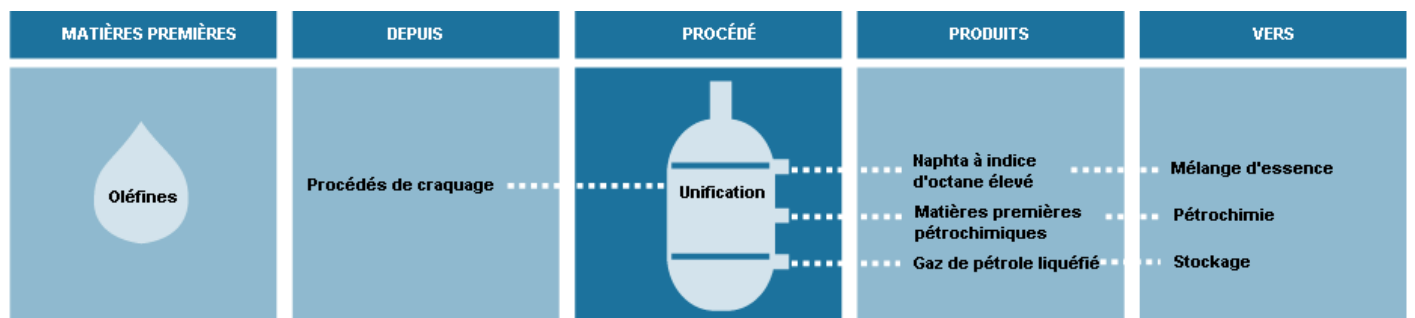 MATIÈRES PREMIÈRES
DEPUIS
PROCÉDÉ
PRODUITS
VERS
Oléfines
Procédés de craquage
Unification
Naphta à indice
d'octane élevé
Mélange d'essence
Matières premières
pétrochimiques
Pétrochimie
Gaz de pétrole liquéfié
Stockage